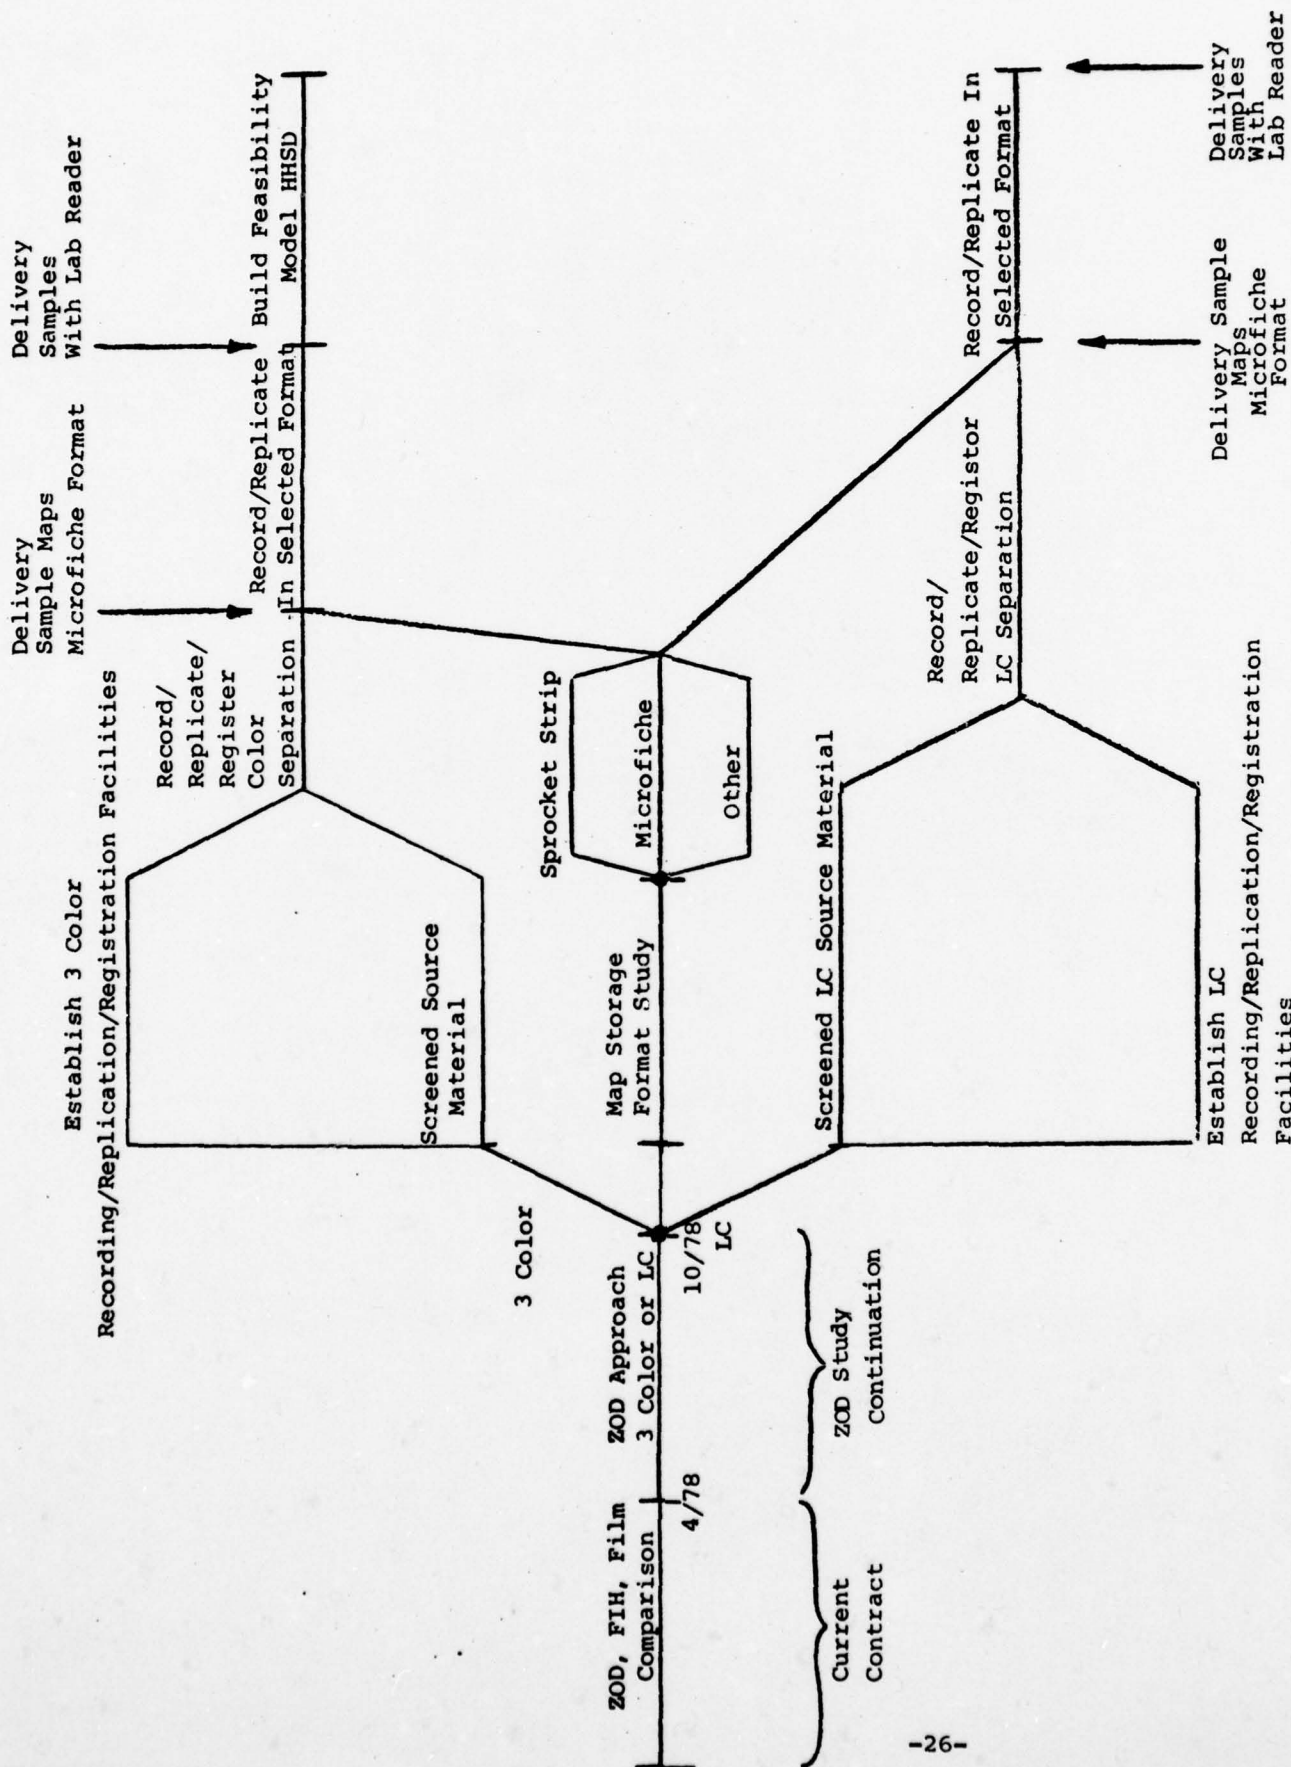 Delivery
Sample Maps
Microfiche Format
Delivery
Samples
With Lab Reader
Establish 3 Color
Recording/Replication/Registration Facilities
Record/
Replicate/
Register
Color
Separation
Record/Replicate
In Selected Format
Build Feasibility
Model HHSD
Screened Source
Material
3 Color
Sprocket Strip
Microfiche
Other
ZOD, FIH, Film
Comparison
4/78
ZOD Approach
3 Color or LC
10/78
LC
Map Storage
Format Study
Current
Contract
ZOD Study
Continuation
Screened LC Source Material
Record/
Replicate/Registor
LC Separation
Record/Replicate In
Selected Format
Establish LC
Recording/Replication/Registration
Facilities
Delivery Sample
Maps
Microfiche
Format
Delivery
Samples
With
Lab Reader
-26-